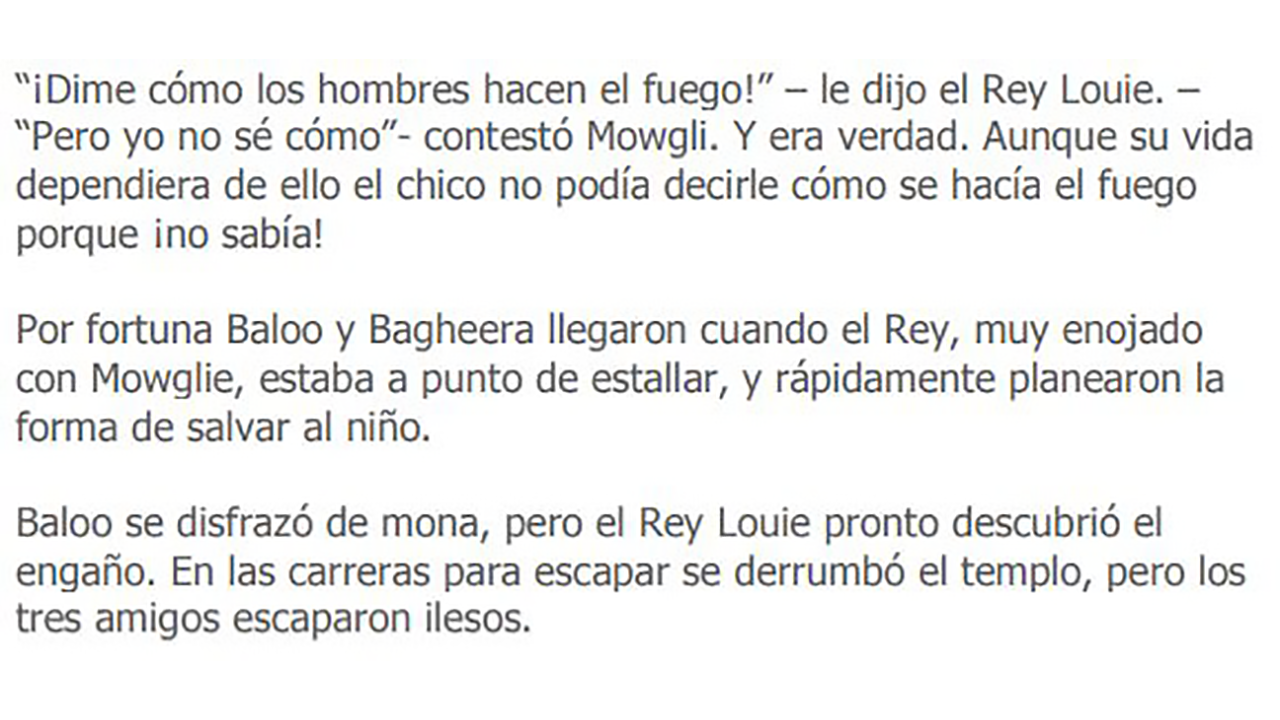 “¡Dime cómo los hombres hacen el fuego!” – le dijo el Rey Louie. –
“Pero yo no sé cómo”- contestó Mowgli. Y era verdad. Aunque su vida
dependiera de ello el chico no podía decirle cómo se hacía el fuego
porque ¡no sabía!
Por fortuna Baloo y Bagheera llegaron cuando el Rey, muy enojado
con Mowglie, estaba a punto de estallar, y rápidamente planearon la
forma de salvar al niño.
Baloo se disfrazó de mona, pero el Rey Louie pronto descubrió el
engaño. En las carreras para escapar se derrumbó el templo, pero los
tres amigos escaparon ilesos.